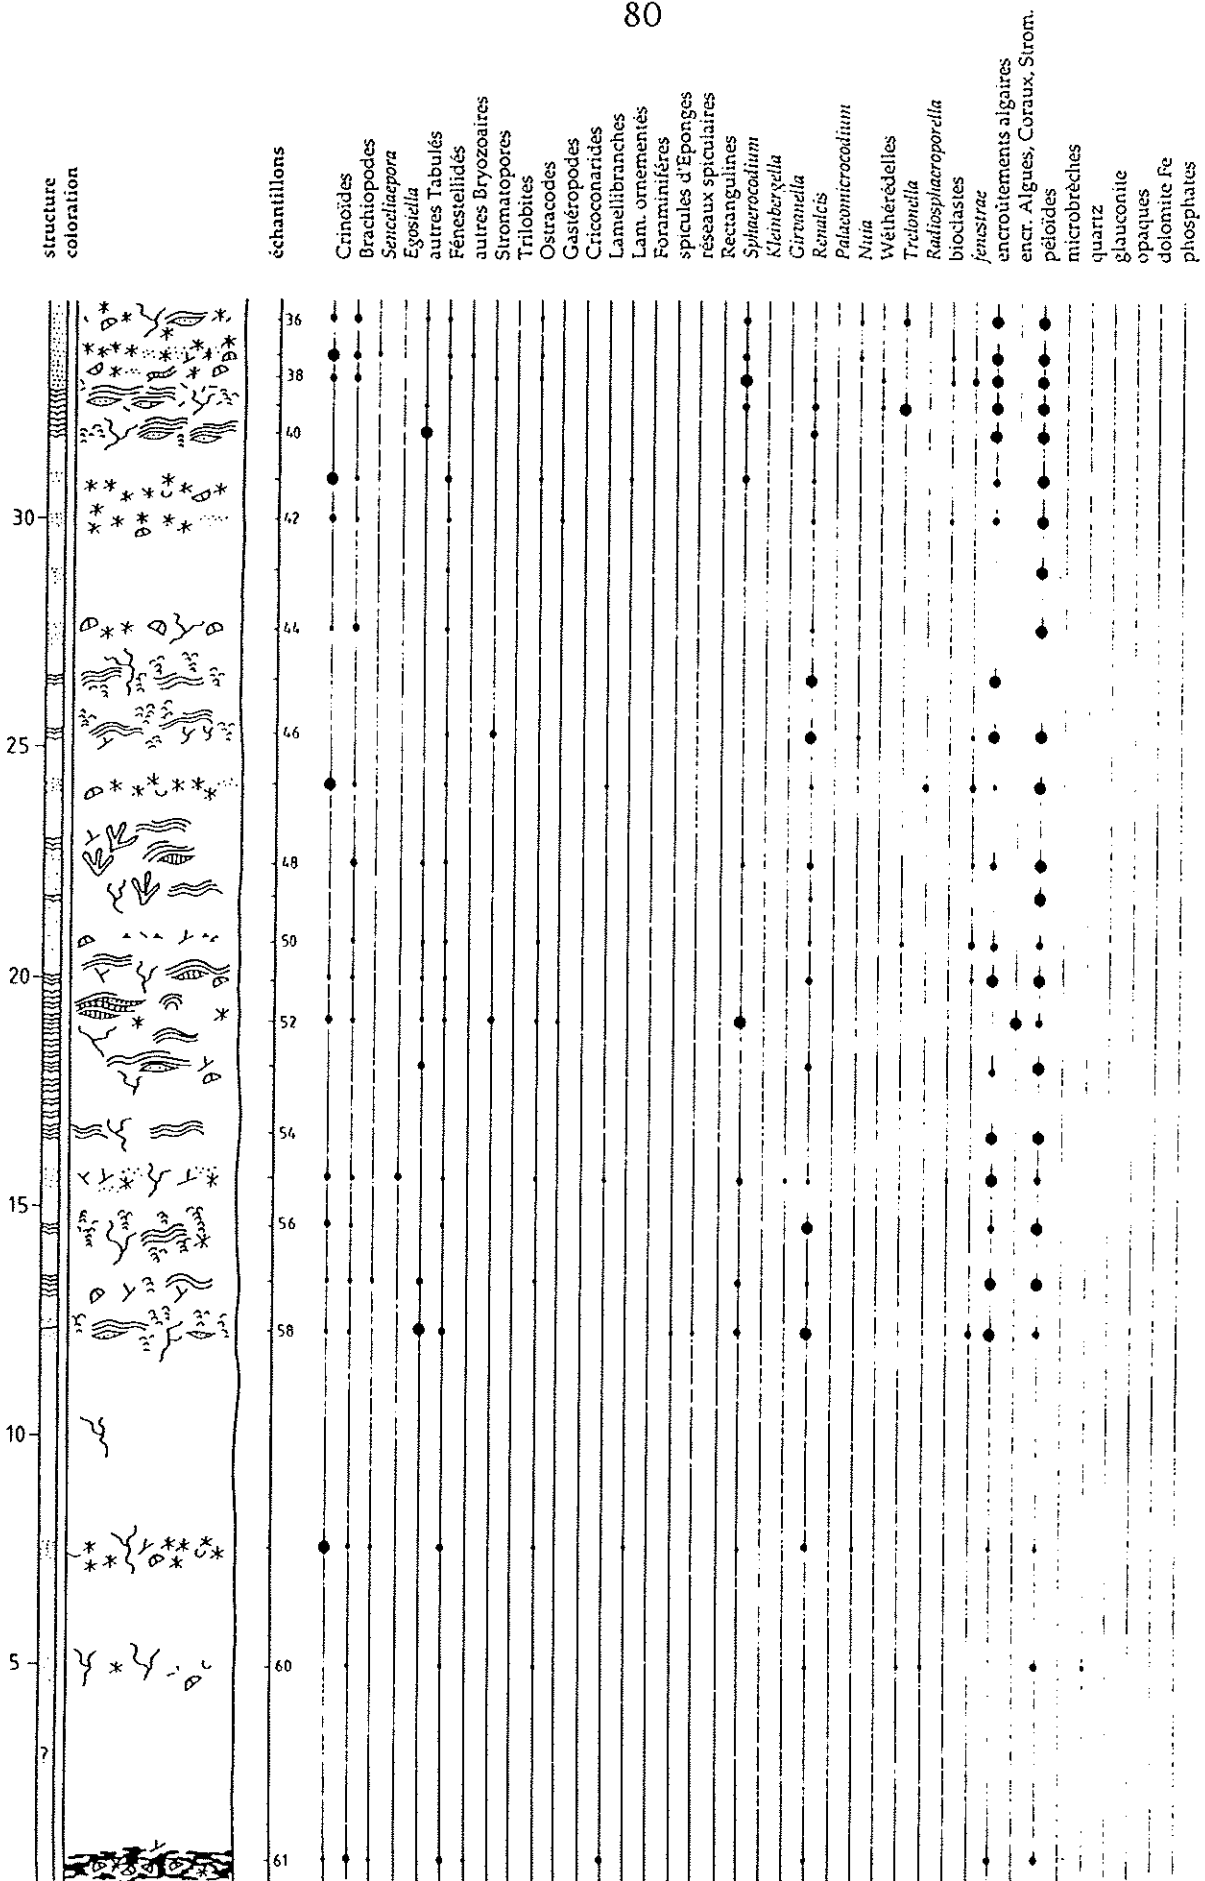 80
structure
coloration
échantillons
Crinoïdes
Brachiopodes
Senceliaepora
Egosiella
autres Tabulés
Fénestellidés
autres Bryozoaires
Stromatopores
Trilobites
Ostracodes
Gastéropodes
Cricoconarides
Lamellibranches
Lam. ornementés
Foraminifères
spicules d'Eponges
réseaux spiculaires
Rectangulines
Sphaerocodium
Kleinbergella
Girvanella
Renalcis
Palaeomicrocodium
Nuia
Wéthérédelles
Trelonella
Radiosphaeroporella
bioclastes
fenestrae
encroûtements algaires
encr. Algues, Coraux, Strom.
péloïdes
microbrèches
quartz
glauconite
opaques
dolomite Fe
phosphates
36
38
40
30
42
44
46
25
48
50
20
52
54
15
56
58
10
5
60
?
61